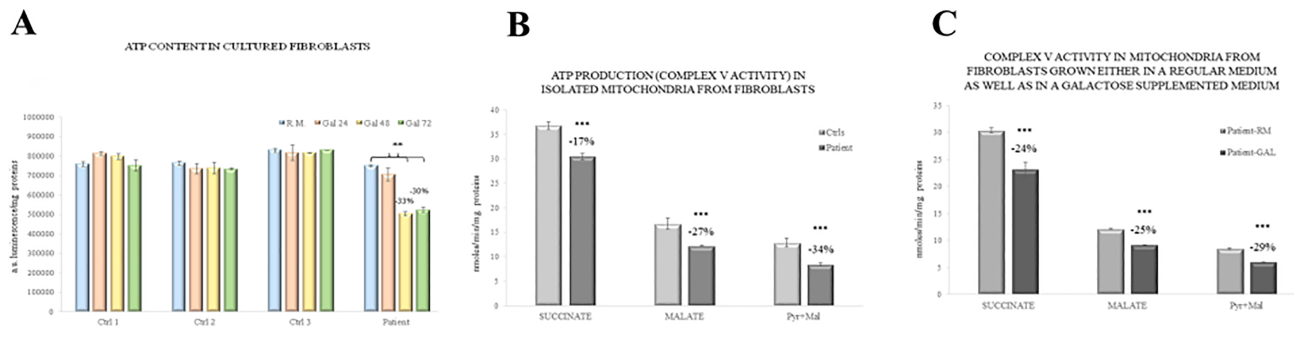 A
ATP CONTENT IN CULTURED FIBROBLASTS
R.M. Gal 24 Gal 48 Gal 72
1000000
900000
800000
700000
600000
500000
400000
300000
200000
100000
0
a.u. luminescence/mg. proteins
**
-33%
-30%
Ctrl 1 Ctrl 2 Ctrl 3 Patient
B
ATP PRODUCTION (COMPLEX V ACTIVITY) IN
ISOLATED MITOCHONDRIA FROM FIBROBLASTS
Ctrls
Patient
40
35
30
25
20
15
10
5
0
nmoles/min/mg. proteins
***
-17%
***
-27%
***
-34%
SUCCINATE MALATE Pyr+Mal
C
COMPLEX V ACTIVITY IN MITOCHONDRIA FROM
FIBROBLASTS GROWN EITHER IN A REGULAR MEDIUM
AS WELL AS IN A GALACTOSE SUPPLEMENTED MEDIUM
Patient-RM
Patient-GAL
35
30
25
20
15
10
5
0
nmoles/min/mg. proteins
***
-24%
***
-25%
***
-29%
SUCCINATE MALATE Pyr+Mal